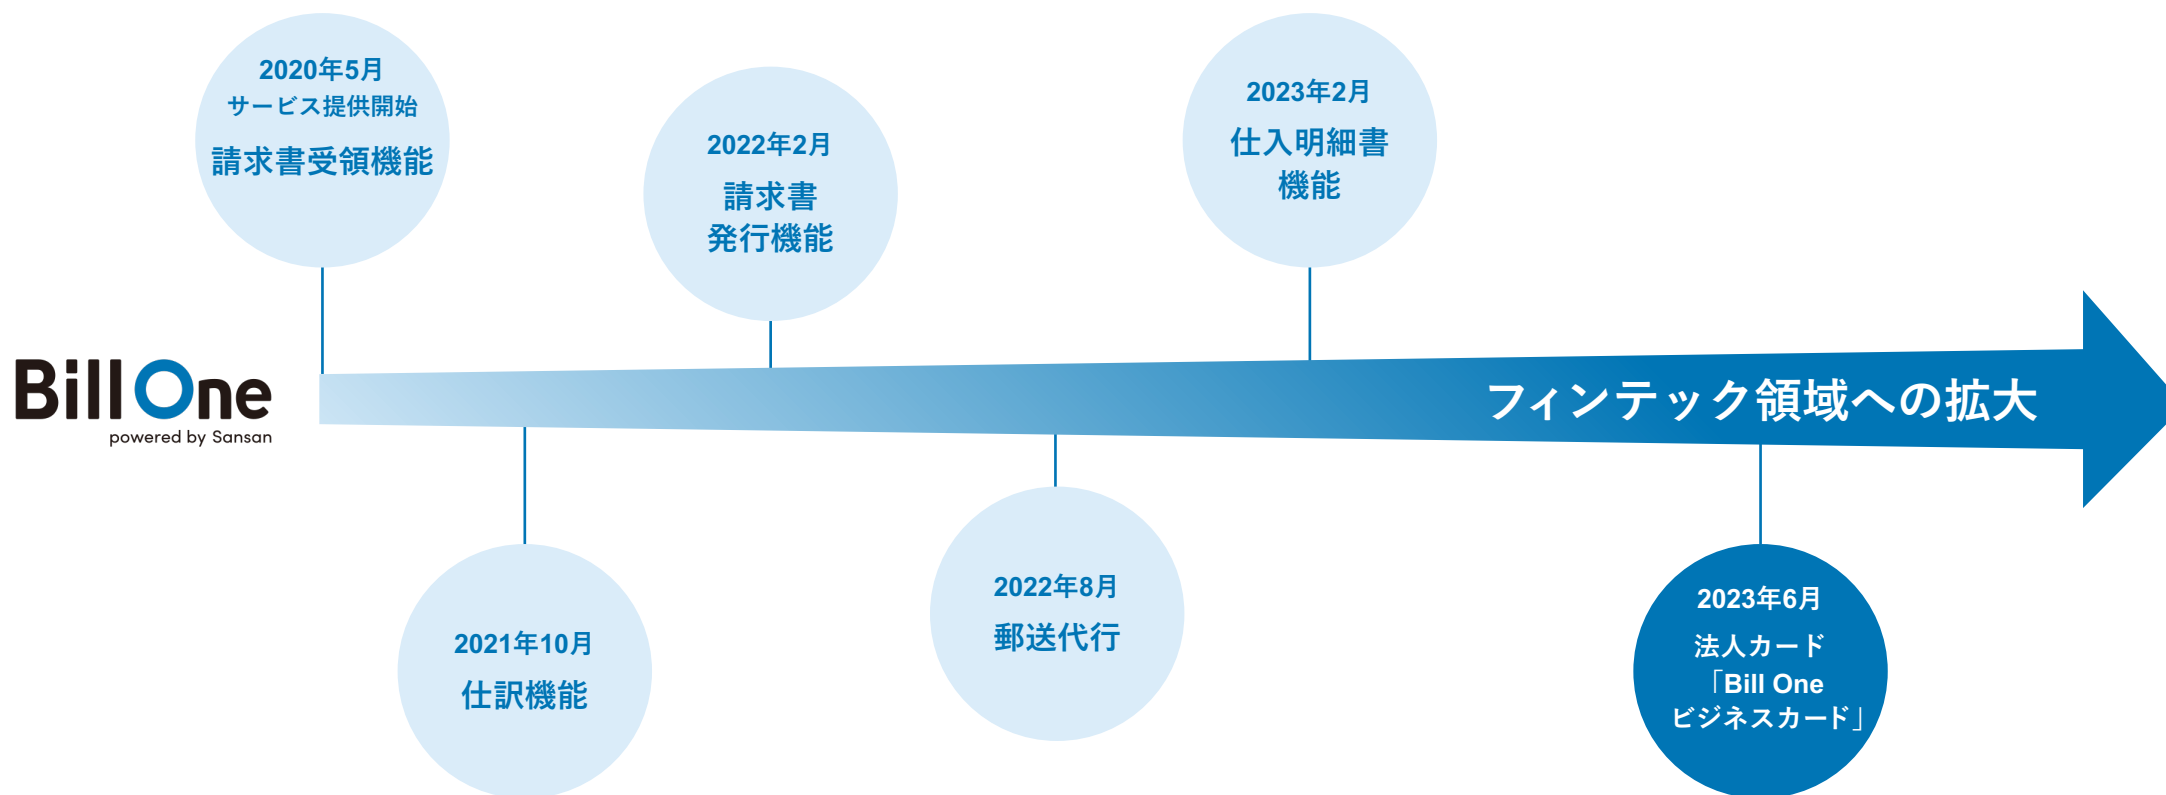 2020年5月
サービス提供開始
請求書受領機能
2022年2月
請求書
発行機能
2023年2月
仕入明細書
機能
Bill One
powered by Sansan
フィンテック領域への拡大
2021年10月
仕訳機能
2022年8月
郵送代行
2023年6月
法人カード
「Bill One
ビジネスカード」